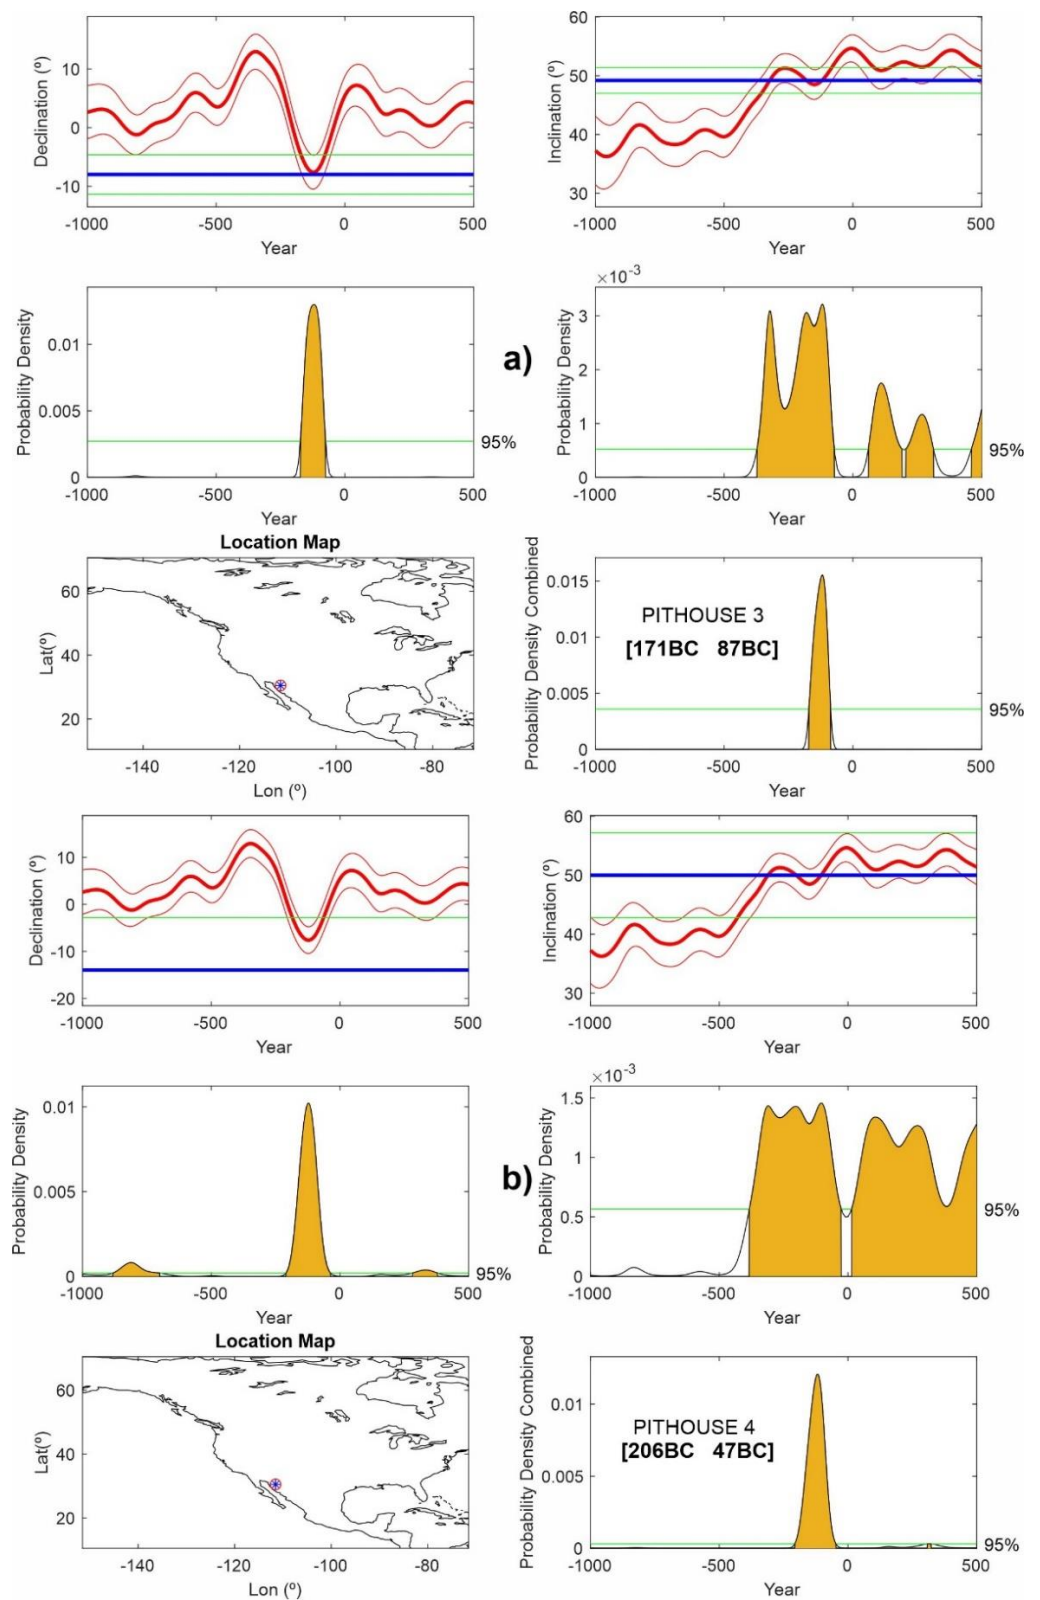 Declination (º)
10
0
-10
-1000 -500 0 500
Year
Inclination (º)
60
50
40
30
-1000 -500 0 500
Year
Probability Density
0.01
0.005
0
95%
-1000 -500 0 500
Year
a)
×10⁻³
Probability Density
3
2
1
0
95%
-1000 -500 0 500
Year
Location Map
Lat(º)
60
40
20
-140 -120 -100 -80
Lon (º)
Probability Density Combined
0.015
0.01
0.005
0
PITHOUSE 3
[171BC 87BC]
95%
-1000 -500 0 500
Year
Declination (º)
10
0
-10
-20
-1000 -500 0 500
Year
Inclination (º)
60
50
40
30
-1000 -500 0 500
Year
Probability Density
0.01
0.005
0
95%
-1000 -500 0 500
Year
b)
×10⁻³
Probability Density
1.5
1
0.5
0
95%
-1000 -500 0 500
Year
Location Map
Lat(º)
60
40
20
-140 -120 -100 -80
Lon (º)
Probability Density Combined
0.01
0.005
0
PITHOUSE 4
[206BC 47BC]
95%
-1000 -500 0 500
Year